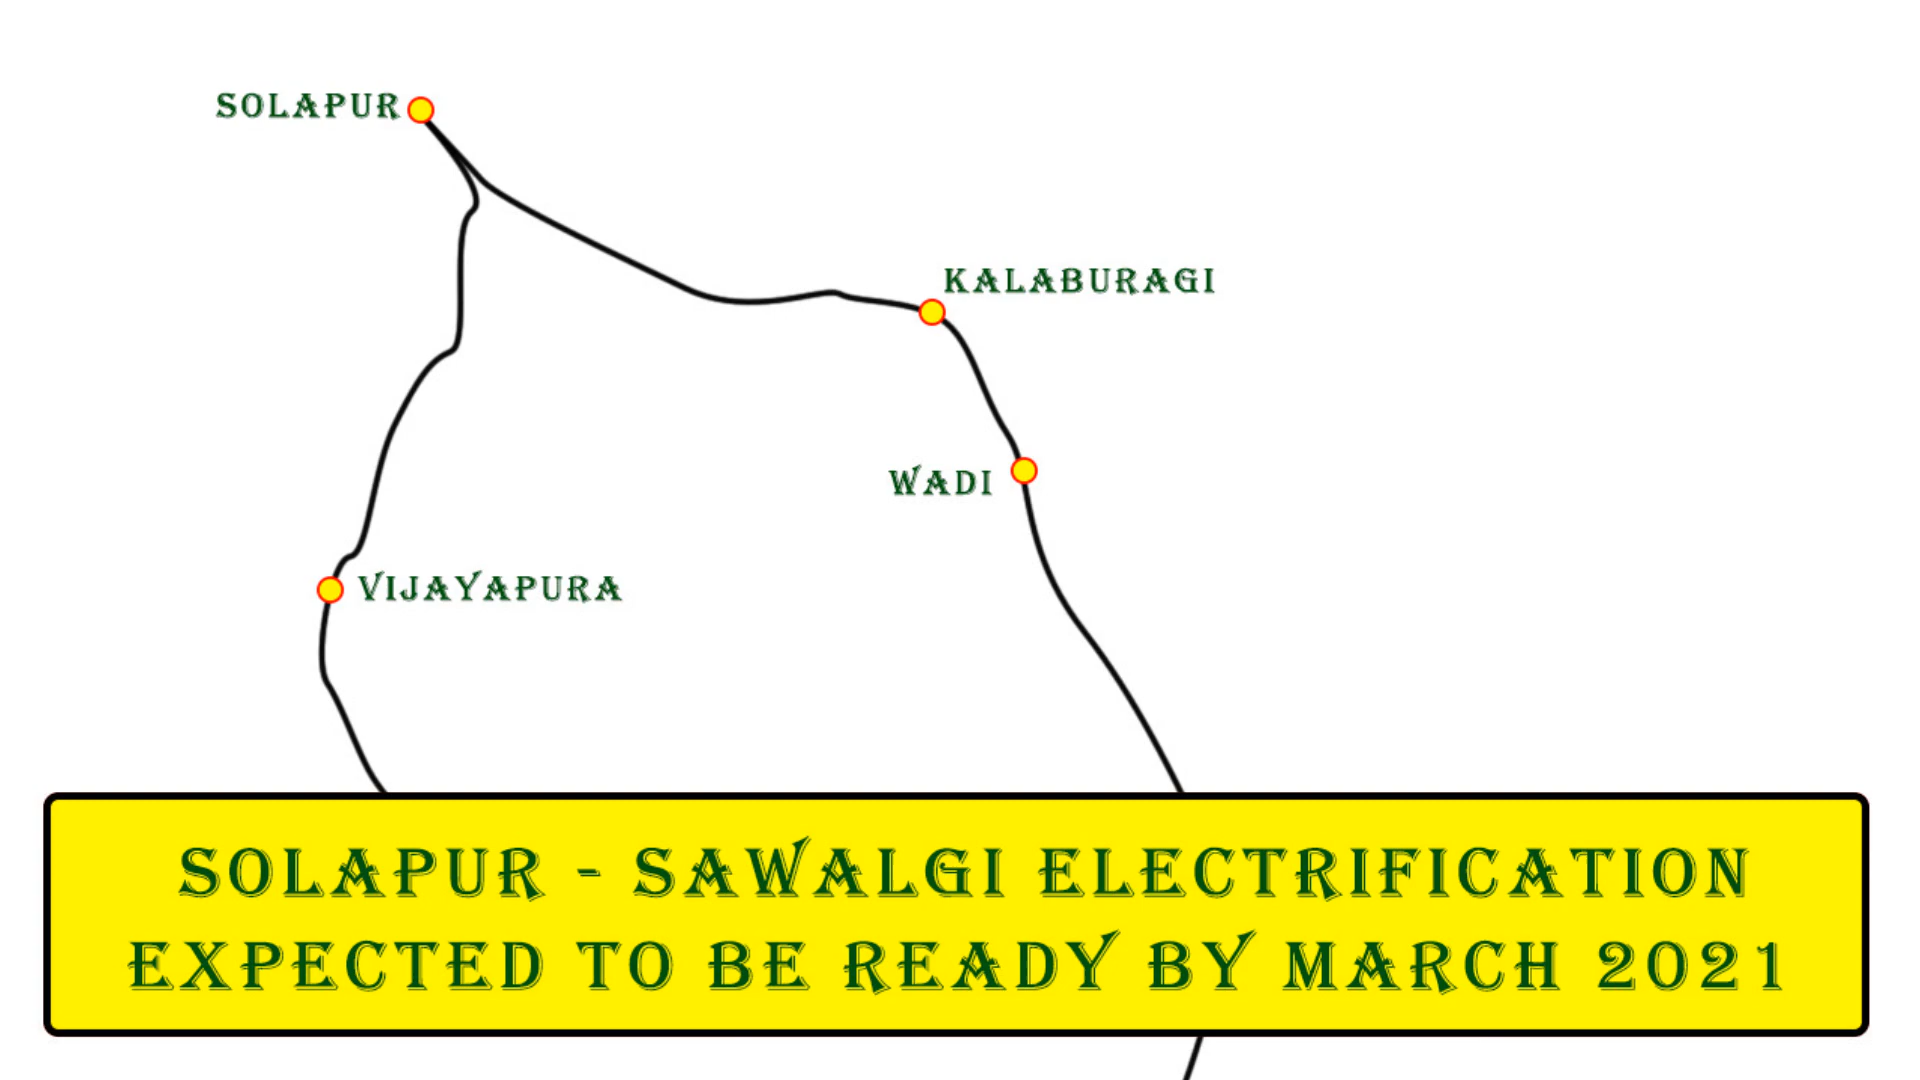 SOLAPUR
KALABURAGI
WADI
VIJAYAPURA
SOLAPUR - SAWALGI ELECTRIFICATION
EXPECTED TO BE READY BY MARCH 2021